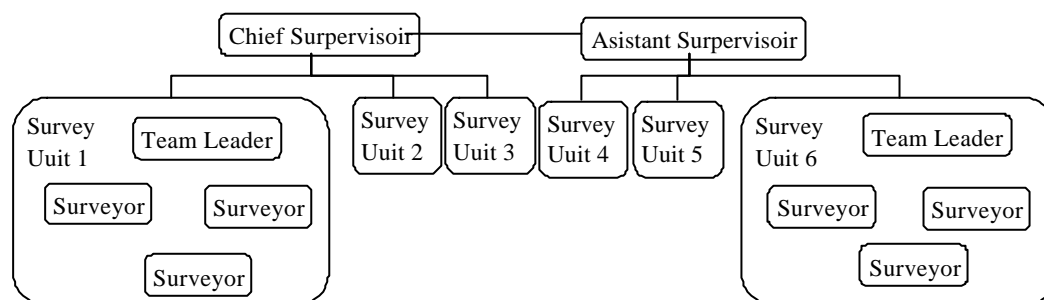 Chief Surpervisoir
Asistant Surpervisoir
Survey
Uuit 1
Team Leader
Surveyor
Surveyor
Surveyor
Survey
Uuit 2
Survey
Uuit 3
Survey
Uuit 4
Survey
Uuit 5
Survey
Uuit 6
Team Leader
Surveyor
Surveyor
Surveyor